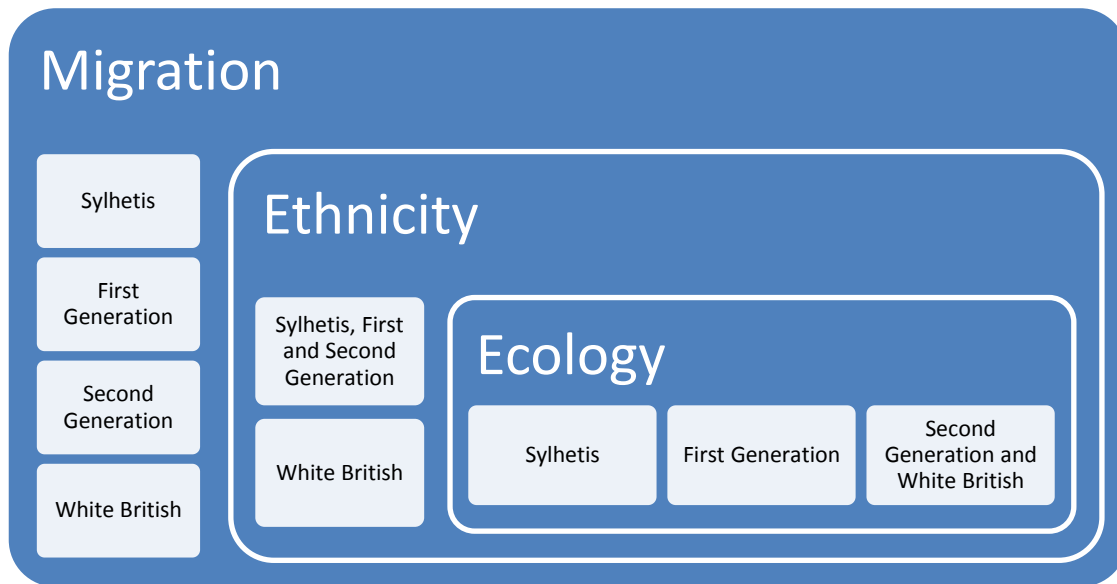 Migration
Sylhetis
First
Generation
Second
Generation
White British
Ethnicity
Sylhetis, First
and Second
Generation
White British
Ecology
Sylhetis
First Generation
Second
Generation and
White British